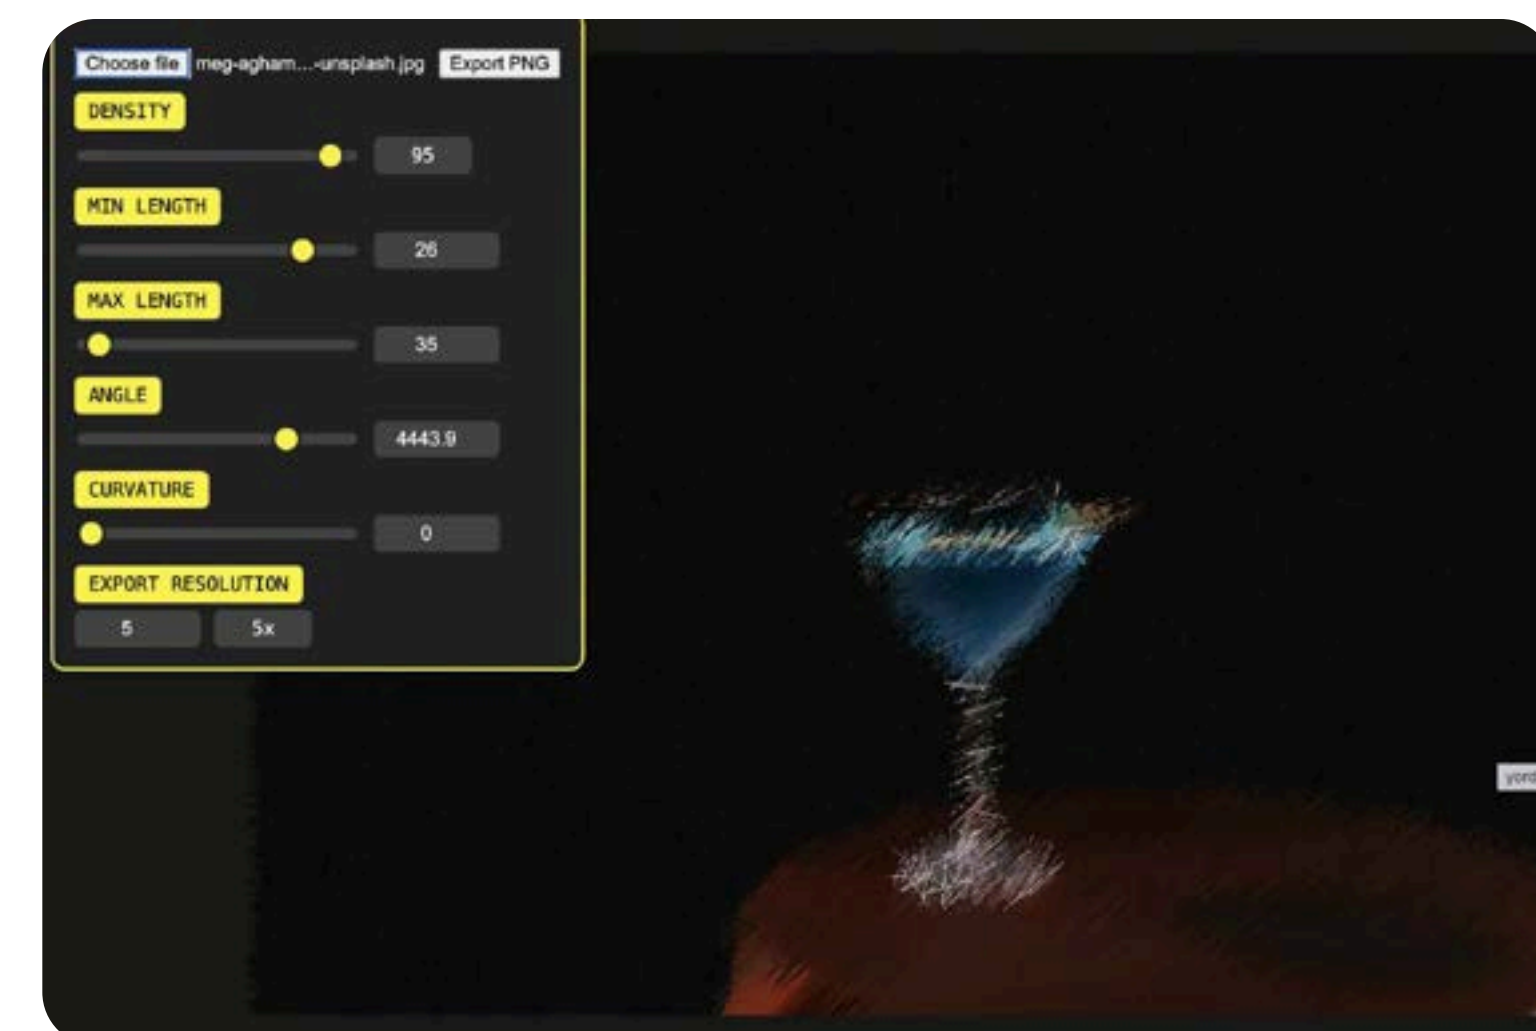 Choose file meg-agham...-unsplash.jpg Export PNG
DENSITY
95
MIN LENGTH
26
MAX LENGTH
35
ANGLE
4443.9
CURVATURE
0
EXPORT RESOLUTION
5 5x